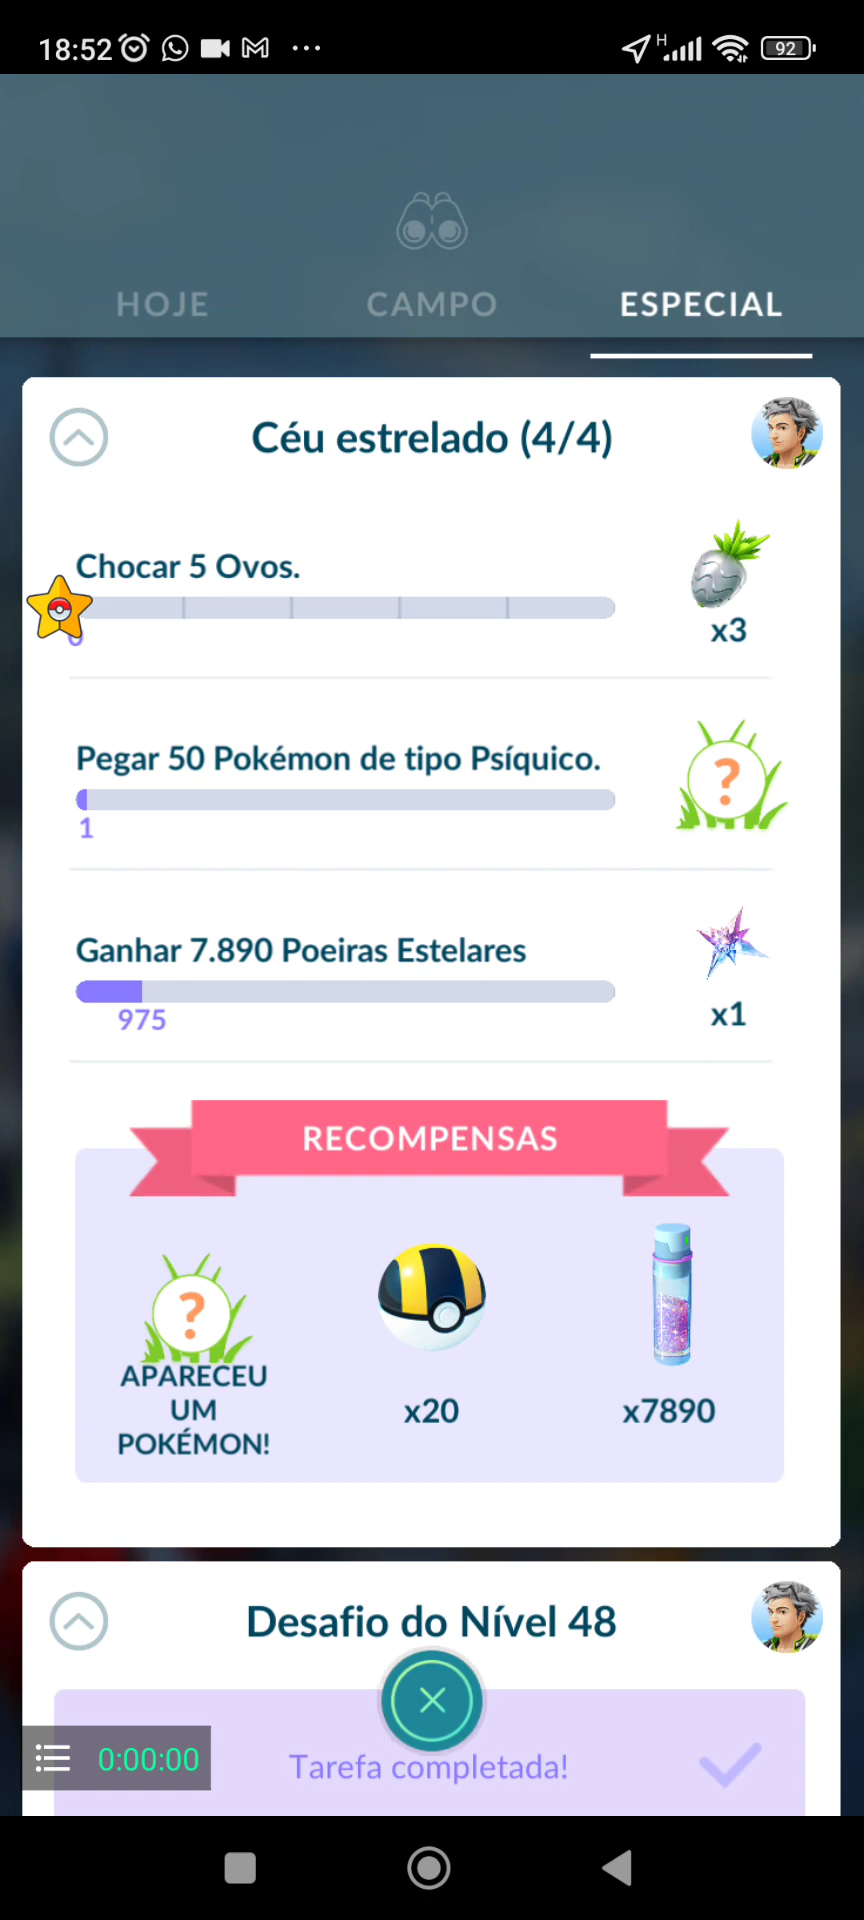 18:52
H
92
HOJE
CAMPO
ESPECIAL
Céu estrelado (4/4)
Chocar 5 Ovos.
x3
Pegar 50 Pokémon de tipo Psíquico.
?
1
Ganhar 7.890 Poeiras Estelares
975
x1
RECOMPENSAS
?
APARECEU
UM
POKÉMON!
x20
x7890
Desafio do Nível 48
Tarefa completada!
0:00:00